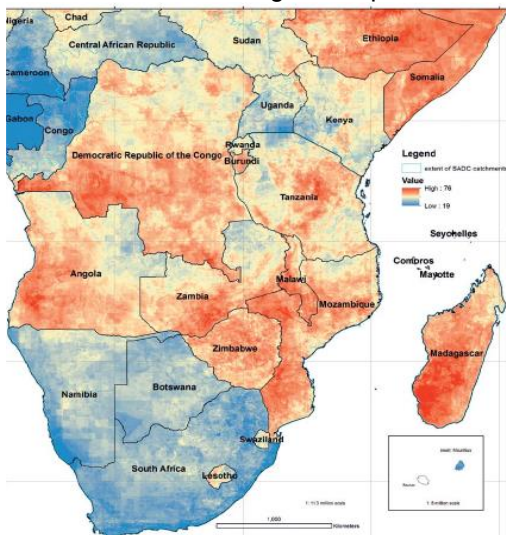 Nigeria
Chad
Sudan
Ethiopia
Central African Republic
Cameroon
Somalia
Uganda
Kenya
Gabon
Congo
Rwanda
Democratic Republic of the Congo
Burundi
Legend
extent of SADC catchments
Value
High : 76
Low : 19
Tanzania
Seychelles
Comoros
Mayotte
Angola
Malawi
Zambia
Mozambique
Zimbabwe
Madagascar
Namibia
Botswana
Swaziland
South Africa
Lesotho
1,000
Kilometers